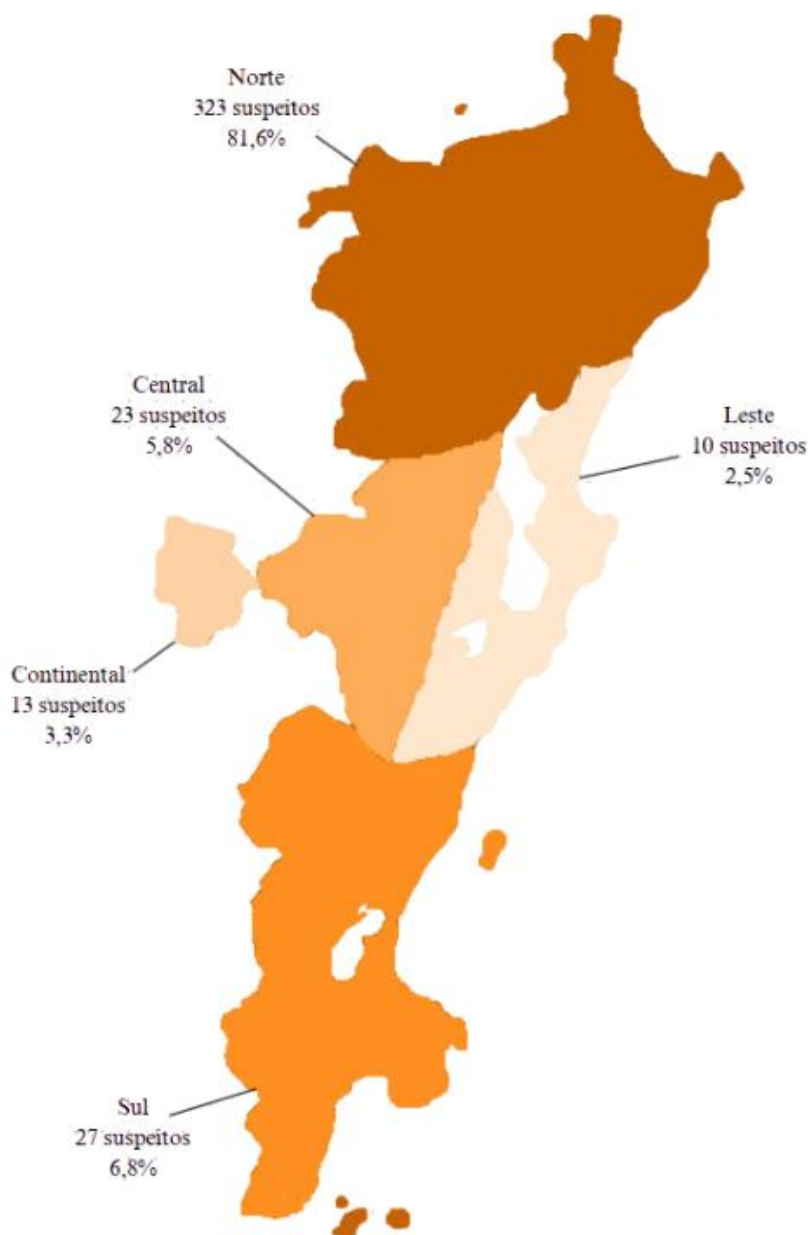 Norte
323 suspeitos
81,6%
Central
23 suspeitos
5,8%
Leste
10 suspeitos
2,5%
Continental
13 suspeitos
3,3%
Sul
27 suspeitos
6,8%